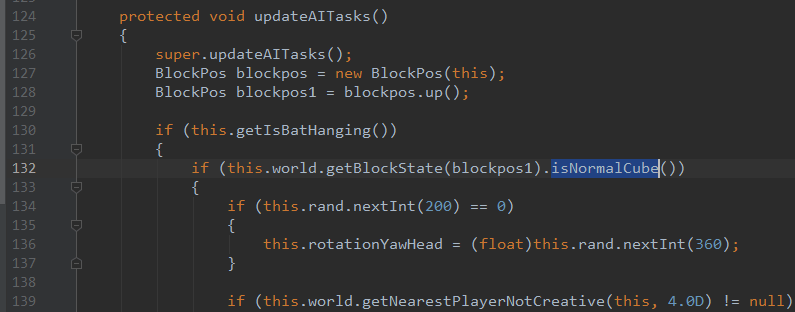 124 protected void updateAITasks()
125 {
126 super.updateAITasks();
127 BlockPos blockpos = new BlockPos(this);
128 BlockPos blockpos1 = blockpos.up();
129
130 if (this.getIsBatHanging())
131 {
132 if (this.world.getBlockState(blockpos1).isNormalCube())
133 {
134 if (this.rand.nextInt(200) == 0)
135 {
136 this.rotationYawHead = (float)this.rand.nextInt(360);
137 }
138
139 if (this.world.getNearestPlayerNotCreative(this, 4.0D) != null)